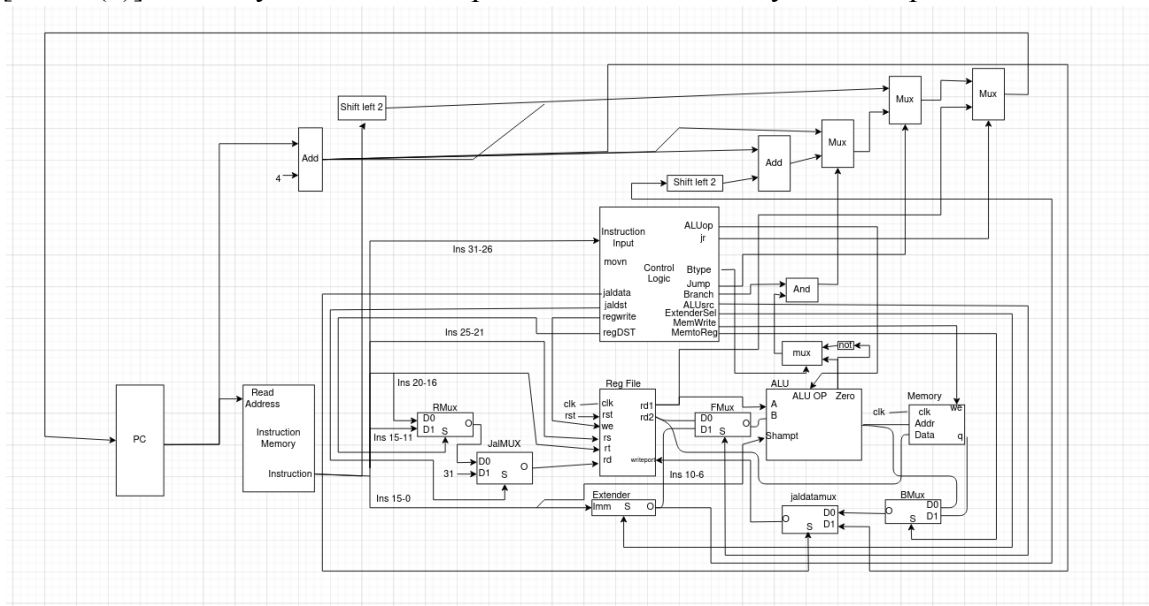 Shift left 2
Mux
Mux
Mux
Add
4
Add
Shift left 2
Instruction
Input
movn
Control
Logic
ALUop
jr
Btype
Jump
Branch
ALUsrc
ExtenderSel
MemWrite
MemtoReg
jaldata
jaldst
regwrite
regDST
And
Ins 31-26
Ins 25-21
Ins 20-16
Ins 15-11
Ins 15-0
Ins 10-6
mux
not
PC
Read
Address
Instruction
Memory
Instruction
RMux
D0
D1
S
O
JalMUX
31
D0
D1
S
O
Reg File
clk
clk
rst
rst
we
rs
rt
rd
rd1
rd2
writeport
FMux
D0
D1
S
O
ALU
ALU OP
Zero
A
B
Shampt
Memory
clk
clk
we
Addr
Data
q
Extender
Imm
S
O
jaldatamux
O
D0
D1
S
BMux
O
D0
D1
S